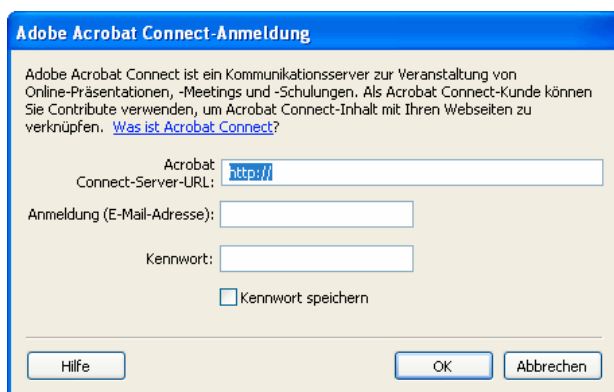 Adobe Acrobat Connect-Anmeldung
Adobe Acrobat Connect ist ein Kommunikationsserver zur Veranstaltung von
Online-Präsentationen, -Meetings und -Schulungen. Als Acrobat Connect-Kunde können
Sie Contribute verwenden, um Acrobat Connect-Inhalt mit Ihren Webseiten zu
verknüpfen. Was ist Acrobat Connect?
Acrobat
Connect-Server-URL: http://
Anmeldung (E-Mail-Adresse):
Kennwort:
Kennwort speichern
Hilfe OK Abbrechen